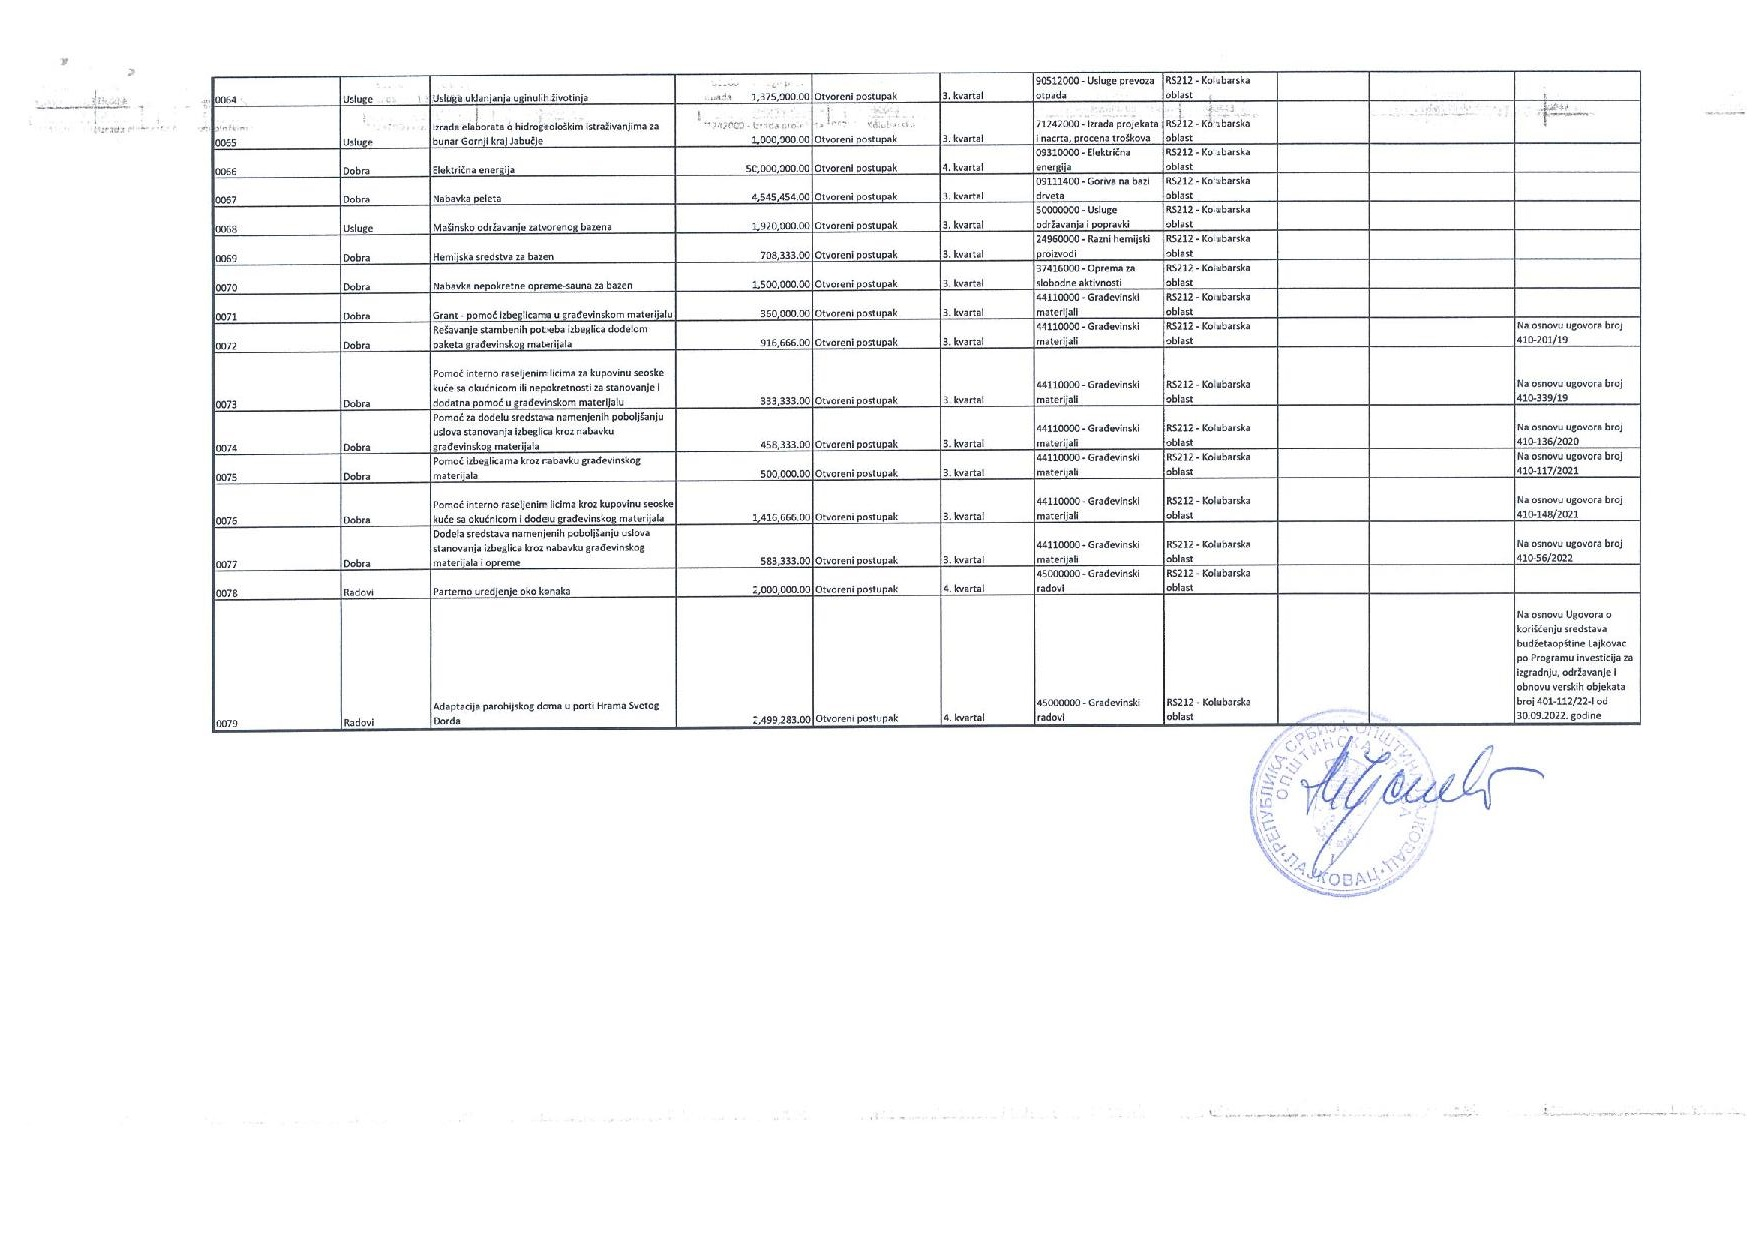 90512000 - Usluge prevoza RS212 - Kolubarska
0064 Usluge Usluge uklanjanja uginulih životinja 1,375,000.00 Otvoreni postupak 3. kvartal otpada oblast
Izrada elaborata o hidrogeološkim istraživanjima za 71242000 - Izrada projekata RS212 - Kolubarska
0065 Usluge bunar Gornji kraj Jabučje 1,000,000.00 Otvoreni postupak 3. kvartal i nacrta, procena troškova oblast
09310000 - Električna RS212 - Kolubarska
0066 Dobra Električna energija 50,000,000.00 Otvoreni postupak 4. kvartal energija oblast
09111400 - Goriva na bazi RS212 - Kolubarska
0067 Dobra Nabavka peleta 4,545,454.00 Otvoreni postupak 3. kvartal drveta oblast
50000000 - Usluge RS212 - Kolubarska
0068 Usluge Mašinsko održavanje zatvorenog bazena 1,920,000.00 Otvoreni postupak 3. kvartal održavanja i popravki oblast
24960000 - Razni hemijski RS212 - Kolubarska
0069 Dobra Hemijska sredstva za bazen 708,333.00 Otvoreni postupak 3. kvartal proizvodi oblast
37416000 - Oprema za RS212 - Kolubarska
0070 Dobra Nabavka nepokretne opreme-sauna za bazen 1,500,000.00 Otvoreni postupak 3. kvartal slobodne aktivnosti oblast
44110000 - Građevinski RS212 - Kolubarska
0071 Dobra Grant - pomoć izbeglicama u građevinskom materijalu 360,000.00 Otvoreni postupak 3. kvartal materijali oblast
Rešavanje stambenih potreba izbeglica dodelom 44110000 - Građevinski RS212 - Kolubarska Na osnovu ugovora broj
0072 Dobra paketa građevinskog materijala 916,666.00 Otvoreni postupak 3. kvartal materijali oblast 410-201/19
Pomoć interno raseljenim licima za kupovinu seoske
kuće sa okućnicom ili nepokretnosti za stanovanje i 44110000 - Građevinski RS212 - Kolubarska Na osnovu ugovora broj
0073 Dobra dodatna pomoć u građevinskom materijalu 333,333.00 Otvoreni postupak 3. kvartal materijali oblast 410-339/19
Pomoć za dodelu sredstava namenjenih poboljšanju
uslova stanovanja izbeglica kroz nabavku 44110000 - Građevinski RS212 - Kolubarska Na osnovu ugovora broj
0074 Dobra građevinskog materijala 458,333.00 Otvoreni postupak 3. kvartal materijali oblast 410-136/2020
Pomoć izbeglicama kroz nabavku građevinskog 44110000 - Građevinski RS212 - Kolubarska Na osnovu ugovora broj
0075 Dobra materijala 500,000.00 Otvoreni postupak 3. kvartal materijali oblast 410-117/2021
Pomoć interno raseljenim licima kroz kupovinu seoske 44110000 - Građevinski RS212 - Kolubarska Na osnovu ugovora broj
0076 Dobra kuće sa okućnicom i dodelu građevinskog materijala 1,416,666.00 Otvoreni postupak 3. kvartal materijali oblast 410-148/2021
Dodela sredstava namenjenih poboljšanju uslova
stanovanja izbeglica kroz nabavku građevinskog 44110000 - Građevinski RS212 - Kolubarska Na osnovu ugovora broj
0077 Dobra materijala i opreme 583,333.00 Otvoreni postupak 3. kvartal materijali oblast 410-56/2022
45000000 - Građevinski RS212 - Kolubarska
0078 Radovi Parterno uredjenje oko konaka 2,000,000.00 Otvoreni postupak 4. kvartal radovi oblast
Na osnovu Ugovora o
korišćenju sredstava
budžetaopštine Lajkovac
po Programu investicija za
izgradnju, održavanje i
obnovu verskih objekata
Adaptacija parohijskog doma u porti Hrama Svetog 45000000 - Građevinski RS212 - Kolubarska broj 401-112/22-I od
0079 Radovi Đorđa 2,499,283.00 Otvoreni postupak 4. kvartal radovi oblast 30.09.2022. godine
РЕПУБЛИКА СРБИЈА ОПШТИНА ЛАЈКОВАЦ
ОПШТИНСКА УПРАВА
ЛАЈКОВАЦ